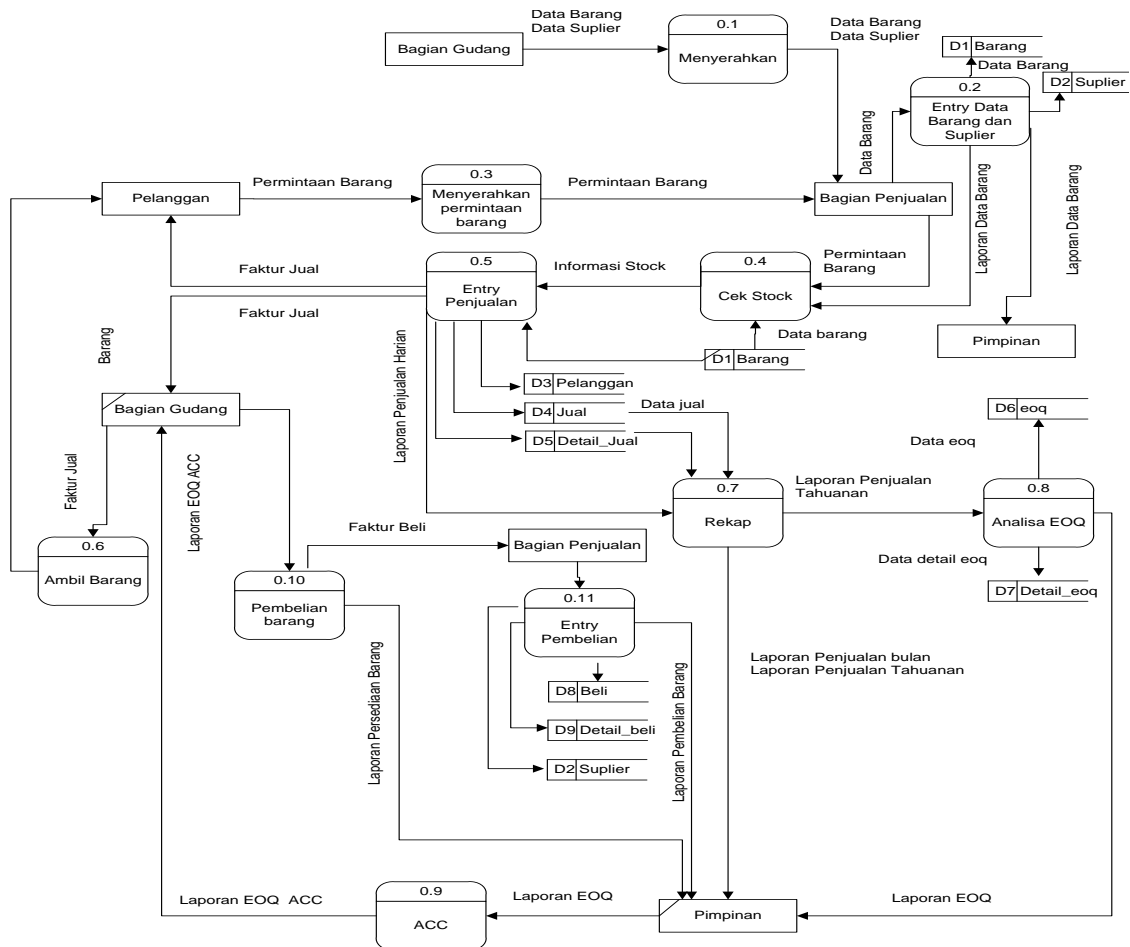 Data Barang
Data Suplier
0.1
Menyerahkan
Bagian Gudang
Data Barang
Data Suplier
D1 Barang
Data Barang
D2 Suplier
0.2
Entry Data
Barang dan
Suplier
Data Barang
Laporan Data Barang
Laporan Data Barang
Pelanggan
Permintaan Barang
0.3
Menyerahkan
permintaan
barang
Permintaan Barang
Bagian Penjualan
Permintaan
Barang
Faktur Jual
0.5
Entry
Penjualan
Informasi Stock
0.4
Cek Stock
Faktur Jual
Data barang
D1 Barang
Pimpinan
Barang
Laporan Penjualan Harian
D3 Pelanggan
D4 Jual
Data jual
D5 Detail_Jual
Bagian Gudang
Faktur Jual
Laporan EOQ ACC
D6 eoq
Data eoq
0.7
Rekap
Laporan Penjualan
Tahuanan
0.8
Analisa EOQ
Data detail eoq
D7 Detail_eoq
0.6
Ambil Barang
Faktur Beli
Bagian Penjualan
0.10
Pembelian
barang
0.11
Entry
Pembelian
Laporan Persediaan Barang
Laporan Pembelian Barang
D8 Beli
D9 Detail_beli
D2 Suplier
Laporan Penjualan bulan
Laporan Penjualan Tahuanan
Laporan EOQ ACC
0.9
ACC
Laporan EOQ
Pimpinan
Laporan EOQ